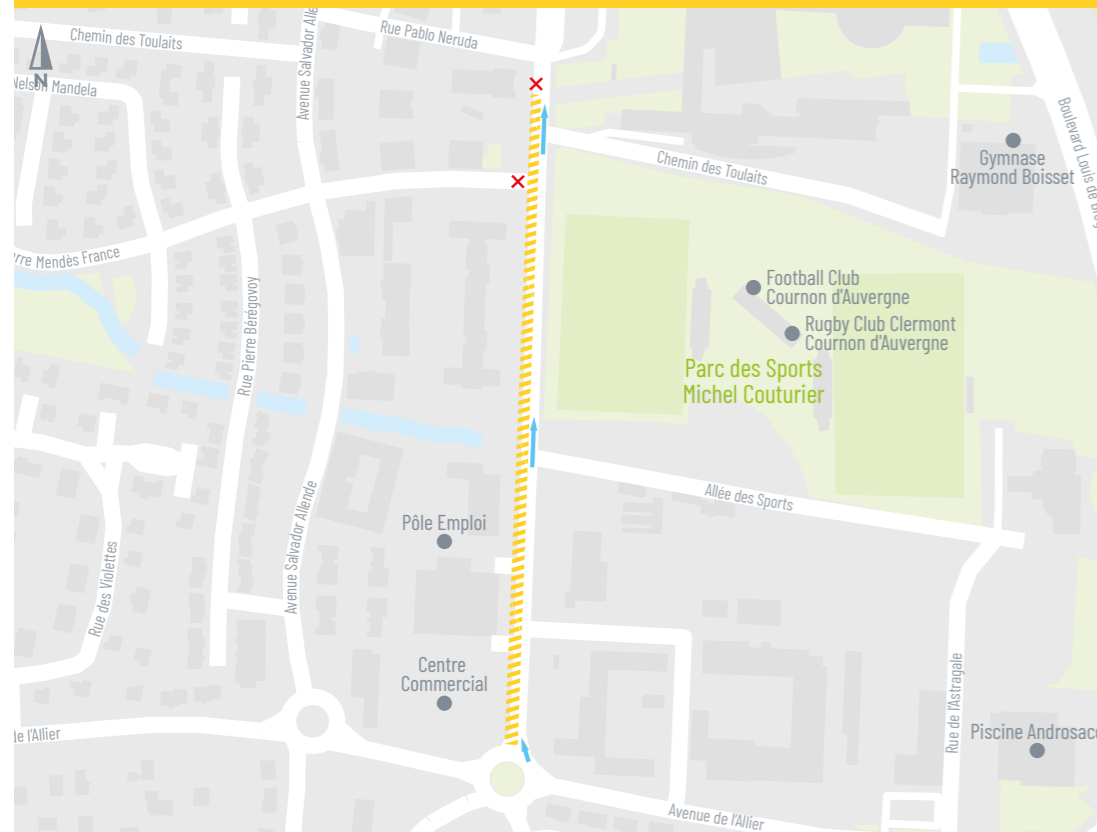 Chemin des Toulaits
Rue Pablo Neruda
Avenue Salvador Alle
N
Nelson Mandela
Boulevard Louis de Bro
Chemin des Toulaits
Gymnase
Raymond Boisset
rre Mendès France
Rue Pierre Bérégovoy
Football Club
Cournon d'Auvergne
Rugby Club Clermont
Cournon d'Auvergne
Parc des Sports
Michel Couturier
Allée des Sports
Avenue Salvador Allende
Pôle Emploi
Rue des Violettes
Centre
Commercial
Rue de l'Astragale
Piscine Androsace
de l'Allier
Avenue de l'Allier